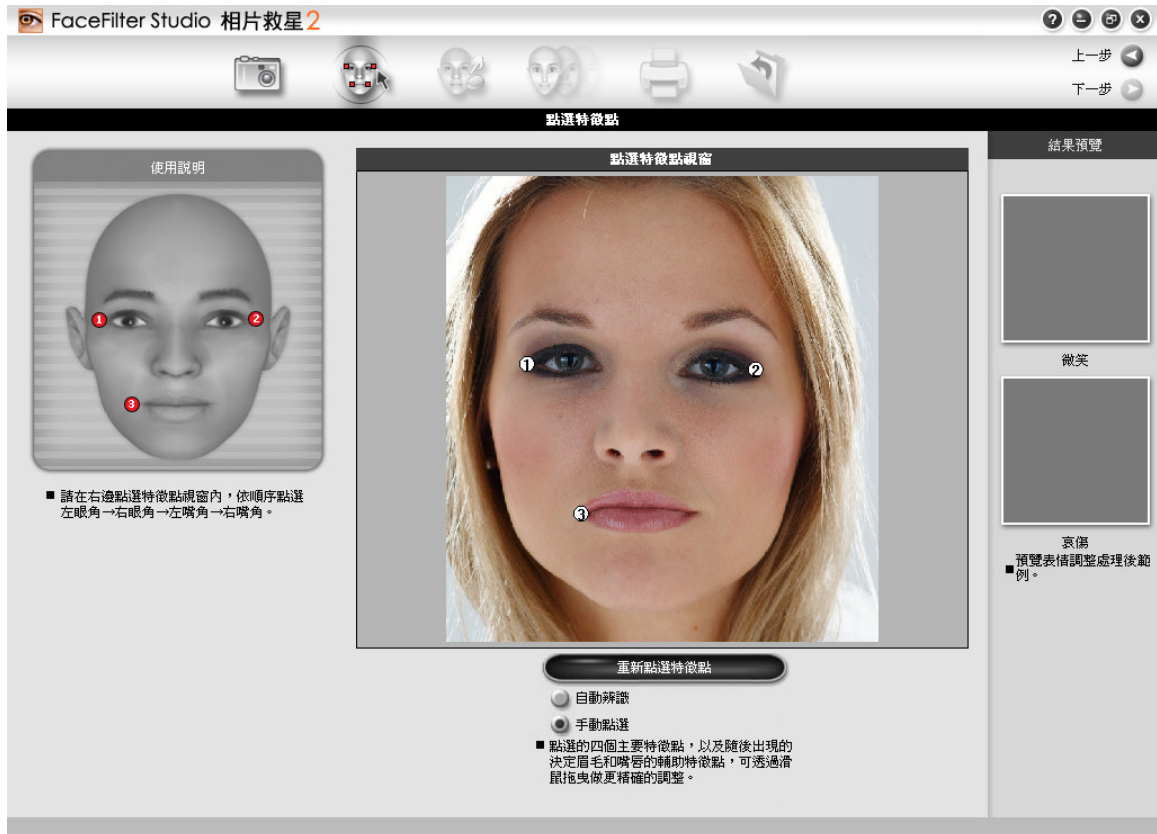 FaceFilter Studio 相片救星2
上一步
下一步
點選特徵點
使用說明
1
2
3
■ 請在右邊點選特徵點視窗內，依順序點選
左眼角→右眼角→左嘴角→右嘴角。
點選特徵點視窗
1
2
3
重新點選特徵點
自動辨識
手動點選
■ 點選的四個主要特徵點，以及隨後出現的
決定眉毛和嘴唇的輔助特徵點，可透過滑
鼠拖曳做更精確的調整。
結果預覽
微笑
哀傷
■ 預覽表情調整處理後範
例。